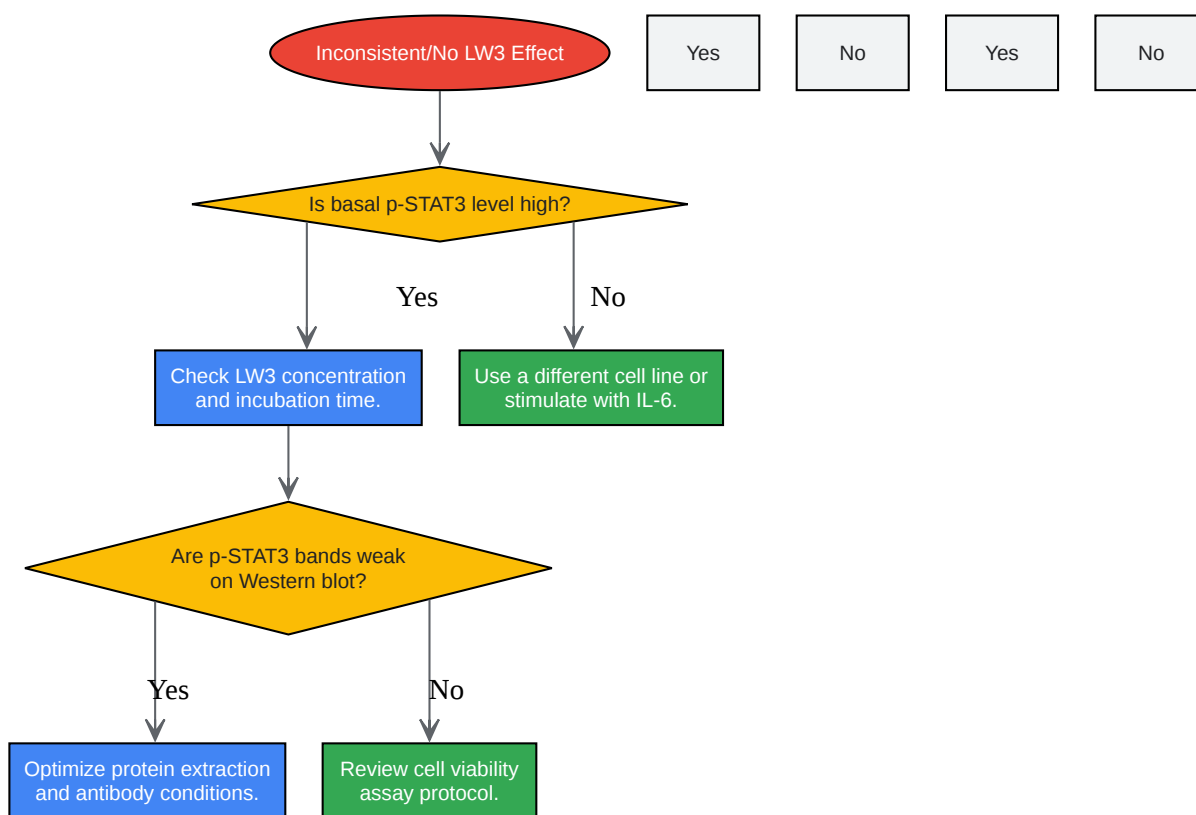 Inconsistent/No LW3 Effect
Yes
No
Yes
No
Is basal p-STAT3 level high?
Yes
No
Check LW3 concentration
and incubation time.
Use a different cell line or
stimulate with IL-6.
Are p-STAT3 bands weak
on Western blot?
Yes
No
Optimize protein extraction
and antibody conditions.
Review cell viability
assay protocol.